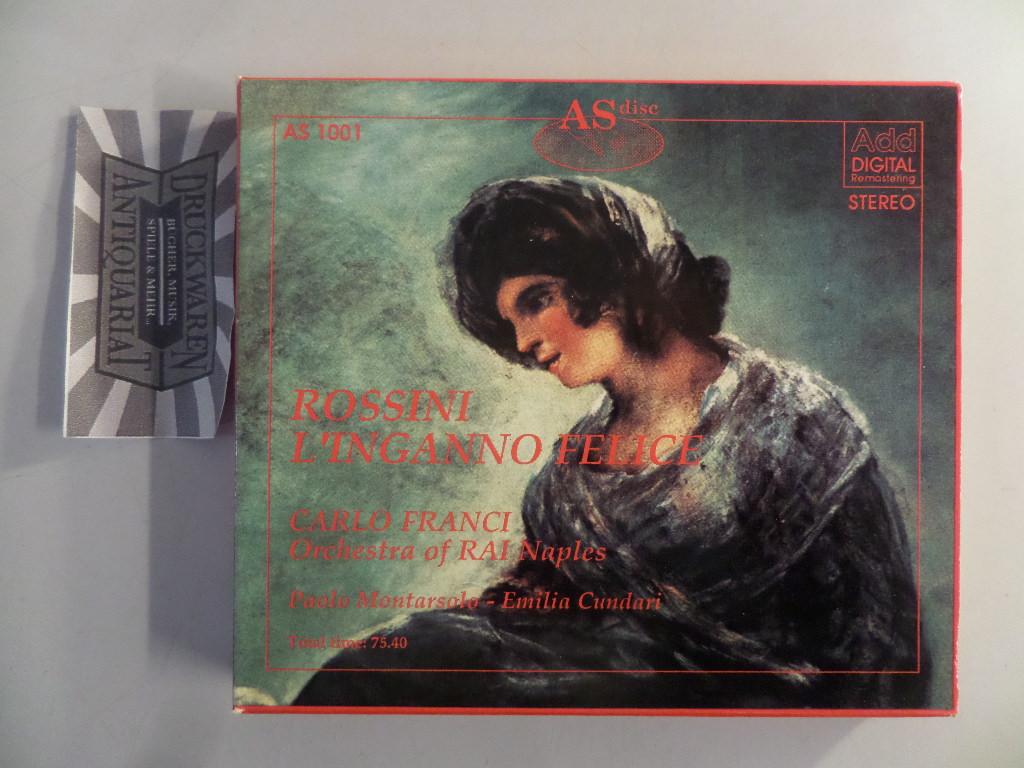 DRUCKWAREN
BÜCHER, MUSIK,
SPIELE & MEHR...
ANTIQUARIAT
AS disc
AS 1001
Add
DIGITAL
Remastering
STEREO
ROSSINI
L'INGANNO FELICE
CARLO FRANCI
Orchestra of RAI Naples
Paolo Montarsolo - Emilia Cundari
Total time: 75.40